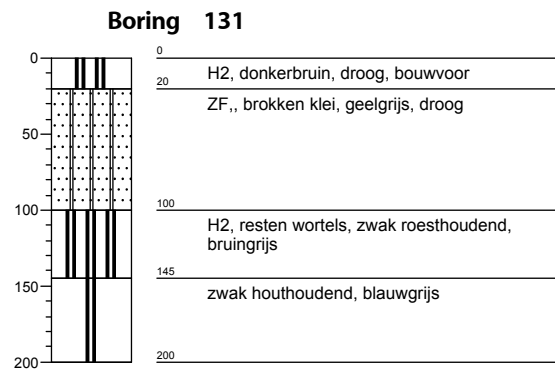 Boring 131
0
0
20
H2, donkerbruin, droog, bouwvoor
ZF,, brokken klei, geelgrijs, droog
50
100
100
H2, resten wortels, zwak roesthoudend,
bruingrijs
145
150
zwak houthoudend, blauwgrijs
200
200